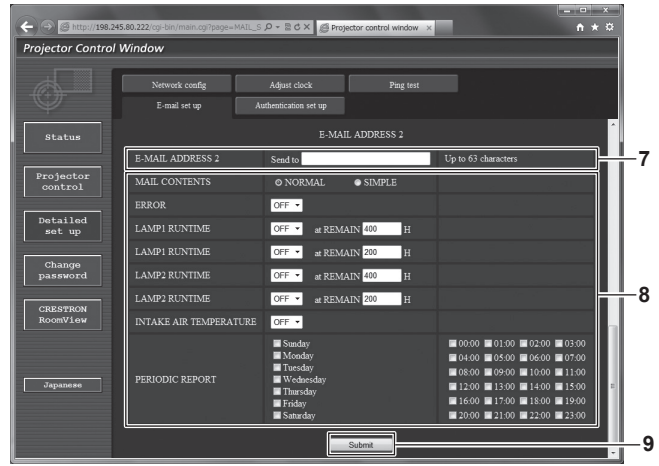 http://198.245.80.222/cgi-bin/main.cgi?page=MAIL_S
Projector control window
Projector Control Window
Network config
Adjust clock
Ping test
E-mail set up
Authentication set up
Status
Projector control
Detailed set up
Change password
CRESTRON RoomView
Japanese
E-MAIL ADDRESS 2
E-MAIL ADDRESS 2 Send to Up to 63 characters
7
MAIL CONTENTS NORMAL SIMPLE
ERROR OFF
LAMP1 RUNTIME OFF at REMAIN 400 H
LAMP1 RUNTIME OFF at REMAIN 200 H
LAMP2 RUNTIME OFF at REMAIN 400 H
8
LAMP2 RUNTIME OFF at REMAIN 200 H
INTAKE AIR TEMPERATURE OFF
PERIODIC REPORT
Sunday
Monday
Tuesday
Wednesday
Thursday
Friday
Saturday
00:00 01:00 02:00 03:00
04:00 05:00 06:00 07:00
08:00 09:00 10:00 11:00
12:00 13:00 14:00 15:00
16:00 17:00 18:00 19:00
20:00 21:00 22:00 23:00
Submit
9